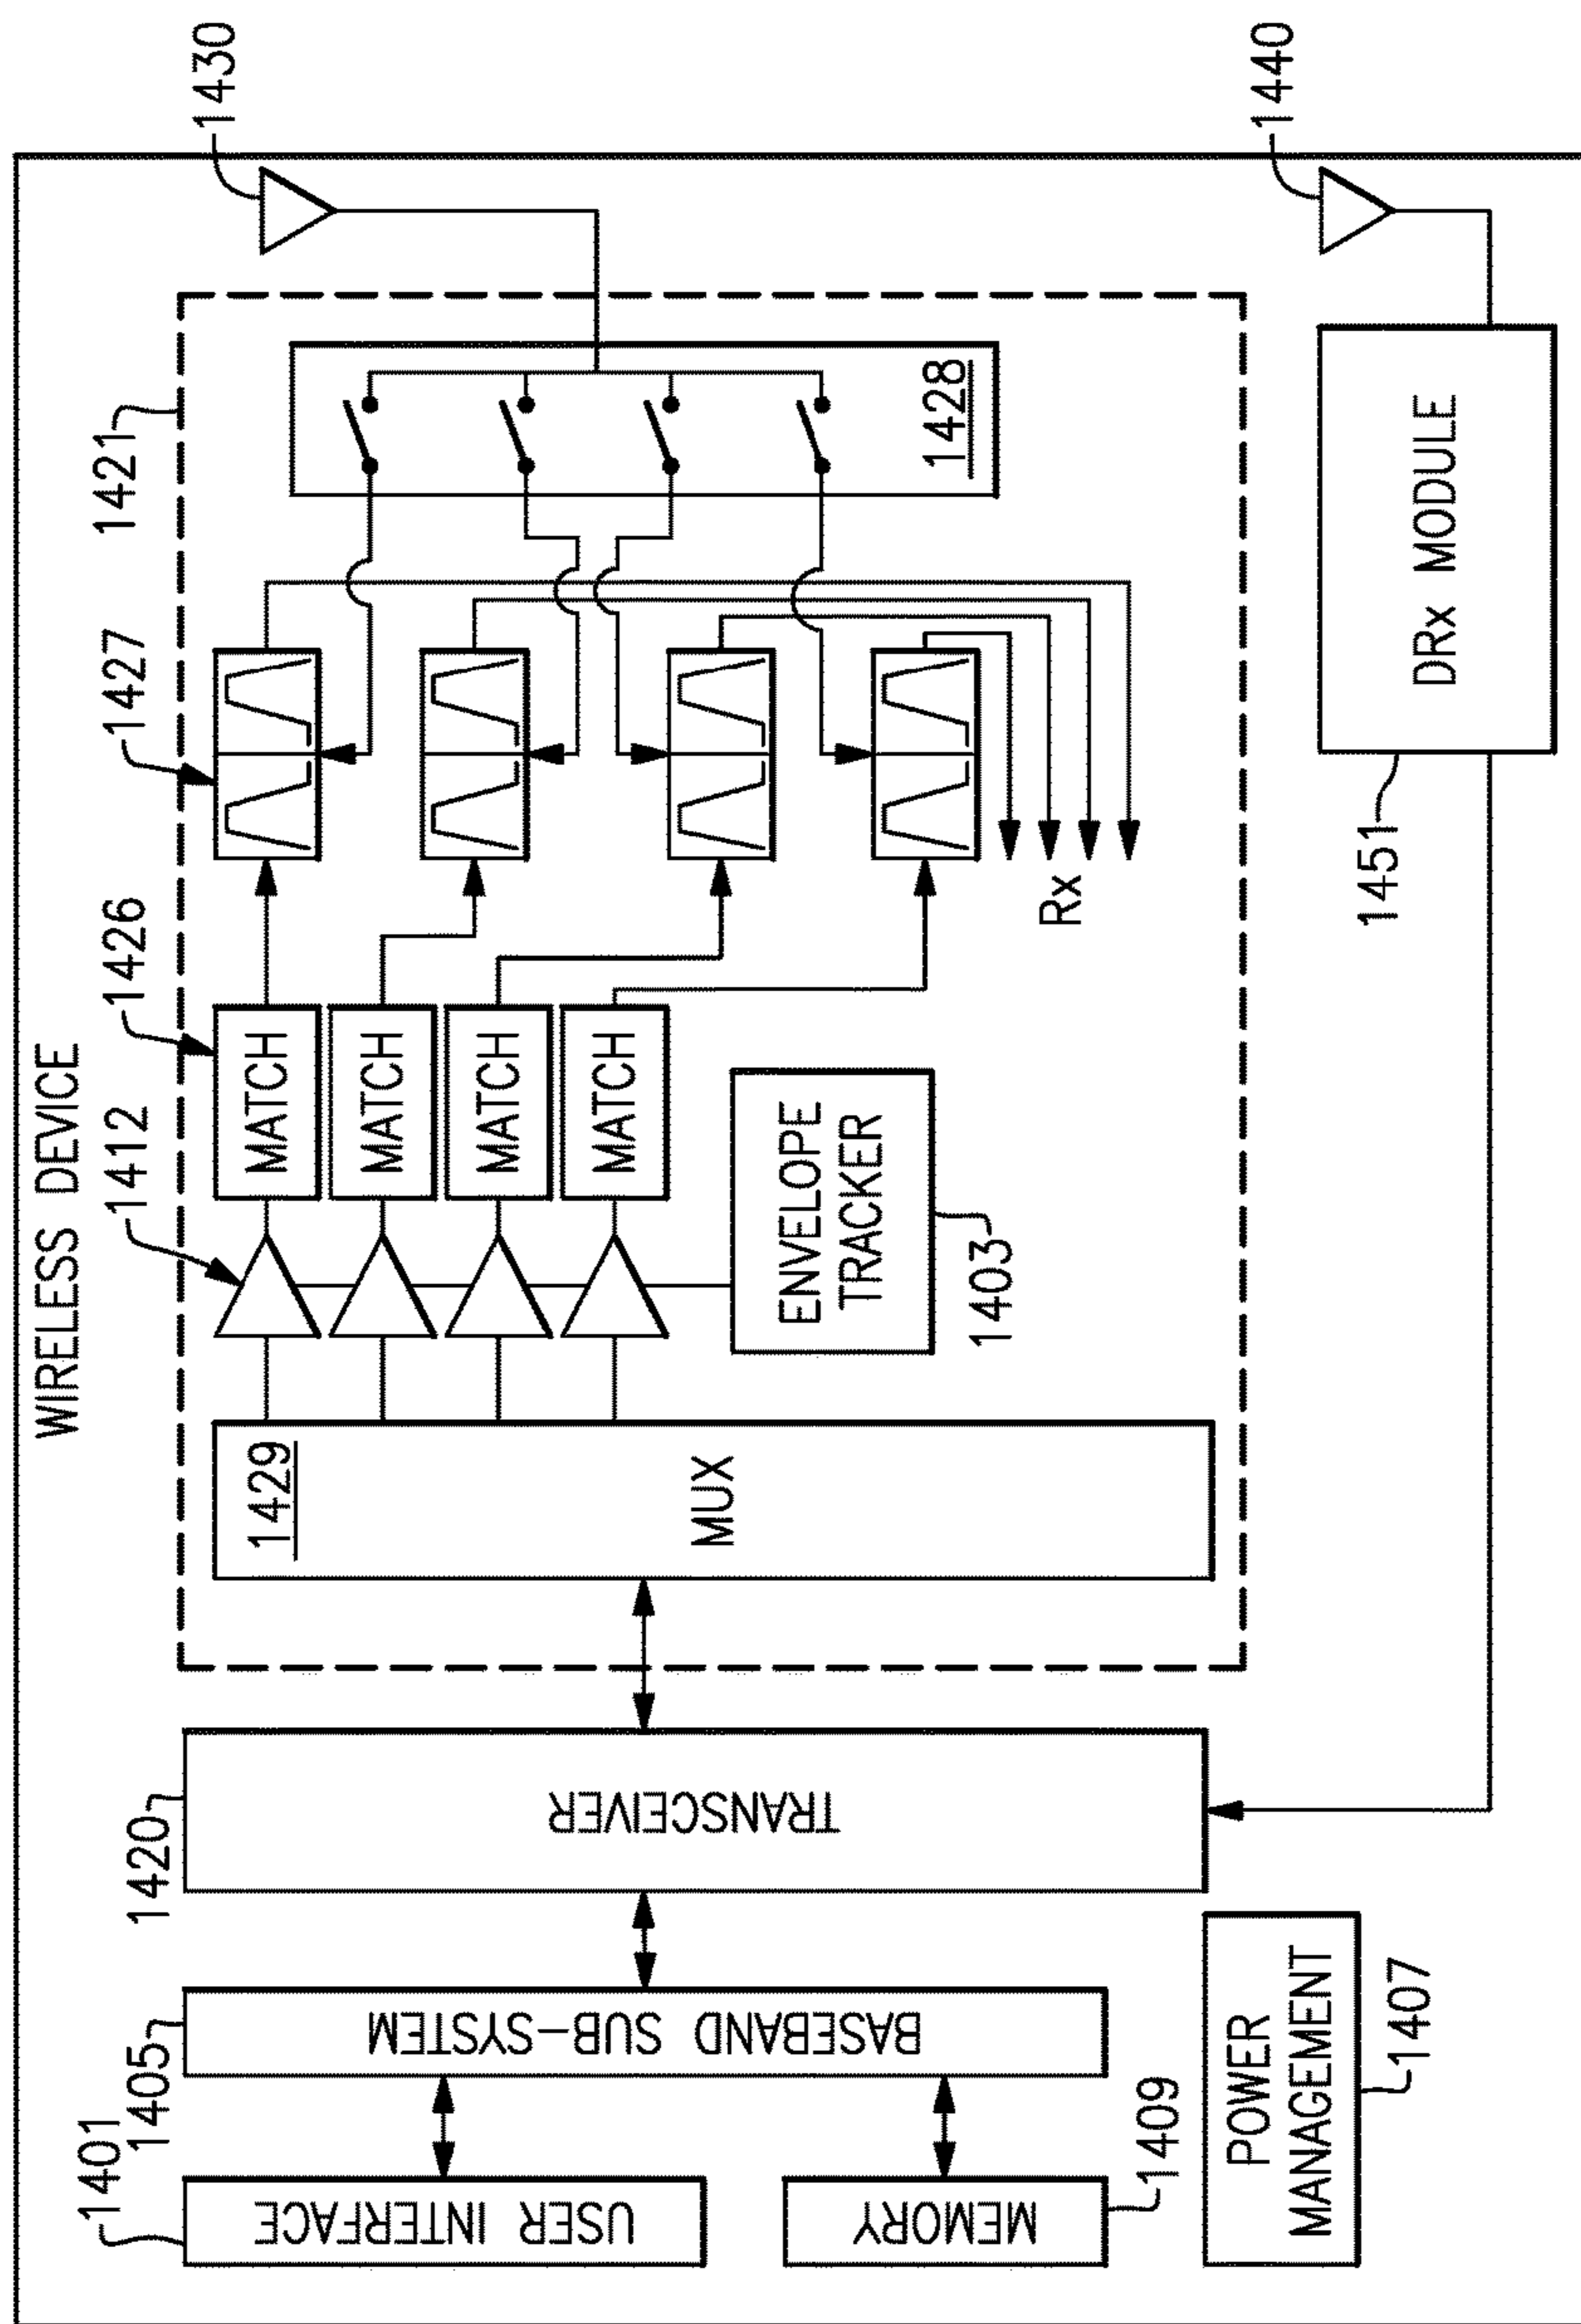 WIRELESS DEVICE
1401
USER INTERFACE
1405
BASEBAND SUB-SYSTEM
MEMORY
1409
POWER
MANAGEMENT
1407
1420
TRANSCEIVER
1429
MUX
1412
1426
MATCH
MATCH
MATCH
MATCH
ENVELOPE
TRACKER
1403
1427
1421
Rx
1428
1430
1440
DRx MODULE
1451